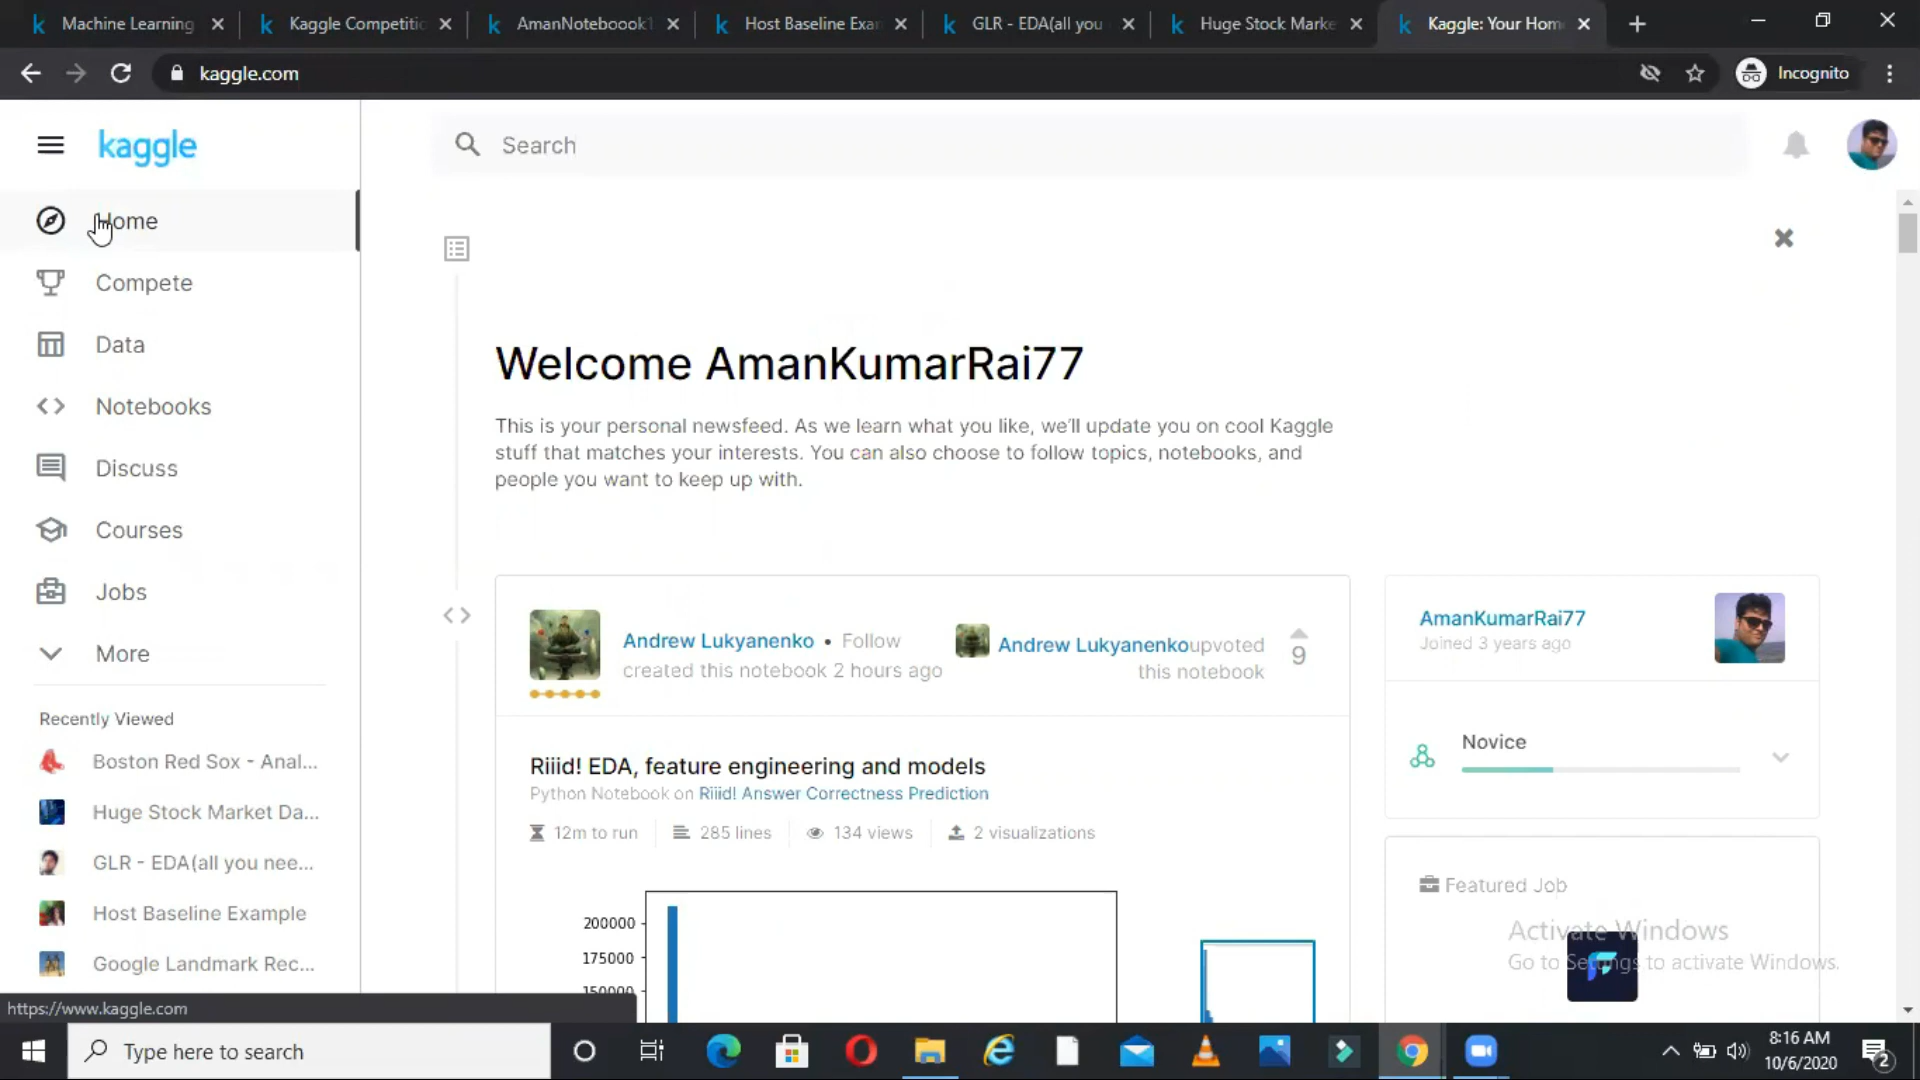 Machine Learning
Kaggle Competitio
AmanNoteboook1
Host Baseline Exam
GLR - EDA(all you
Huge Stock Marke
Kaggle: Your Hom
kaggle.com
Incognito
kaggle
Search
Home
Compete
Data
Notebooks
Discuss
Courses
Jobs
More
Recently Viewed
Boston Red Sox - Anal...
Huge Stock Market Da...
GLR - EDA(all you nee...
Host Baseline Example
Google Landmark Rec...
https://www.kaggle.com
Welcome AmanKumarRai77
This is your personal newsfeed. As we learn what you like, we'll update you on cool Kaggle
stuff that matches your interests. You can also choose to follow topics, notebooks, and
people you want to keep up with.
Andrew Lukyanenko • Follow
created this notebook 2 hours ago
Andrew Lukyanenkoupvoted
this notebook
9
Riiid! EDA, feature engineering and models
Python Notebook on Riiid! Answer Correctness Prediction
12m to run
285 lines
134 views
2 visualizations
200000
175000
150000
AmanKumarRai77
Joined 3 years ago
Novice
Featured Job
Activate Windows
Go to Settings to activate Windows.
Type here to search
8:16 AM
10/6/2020
2